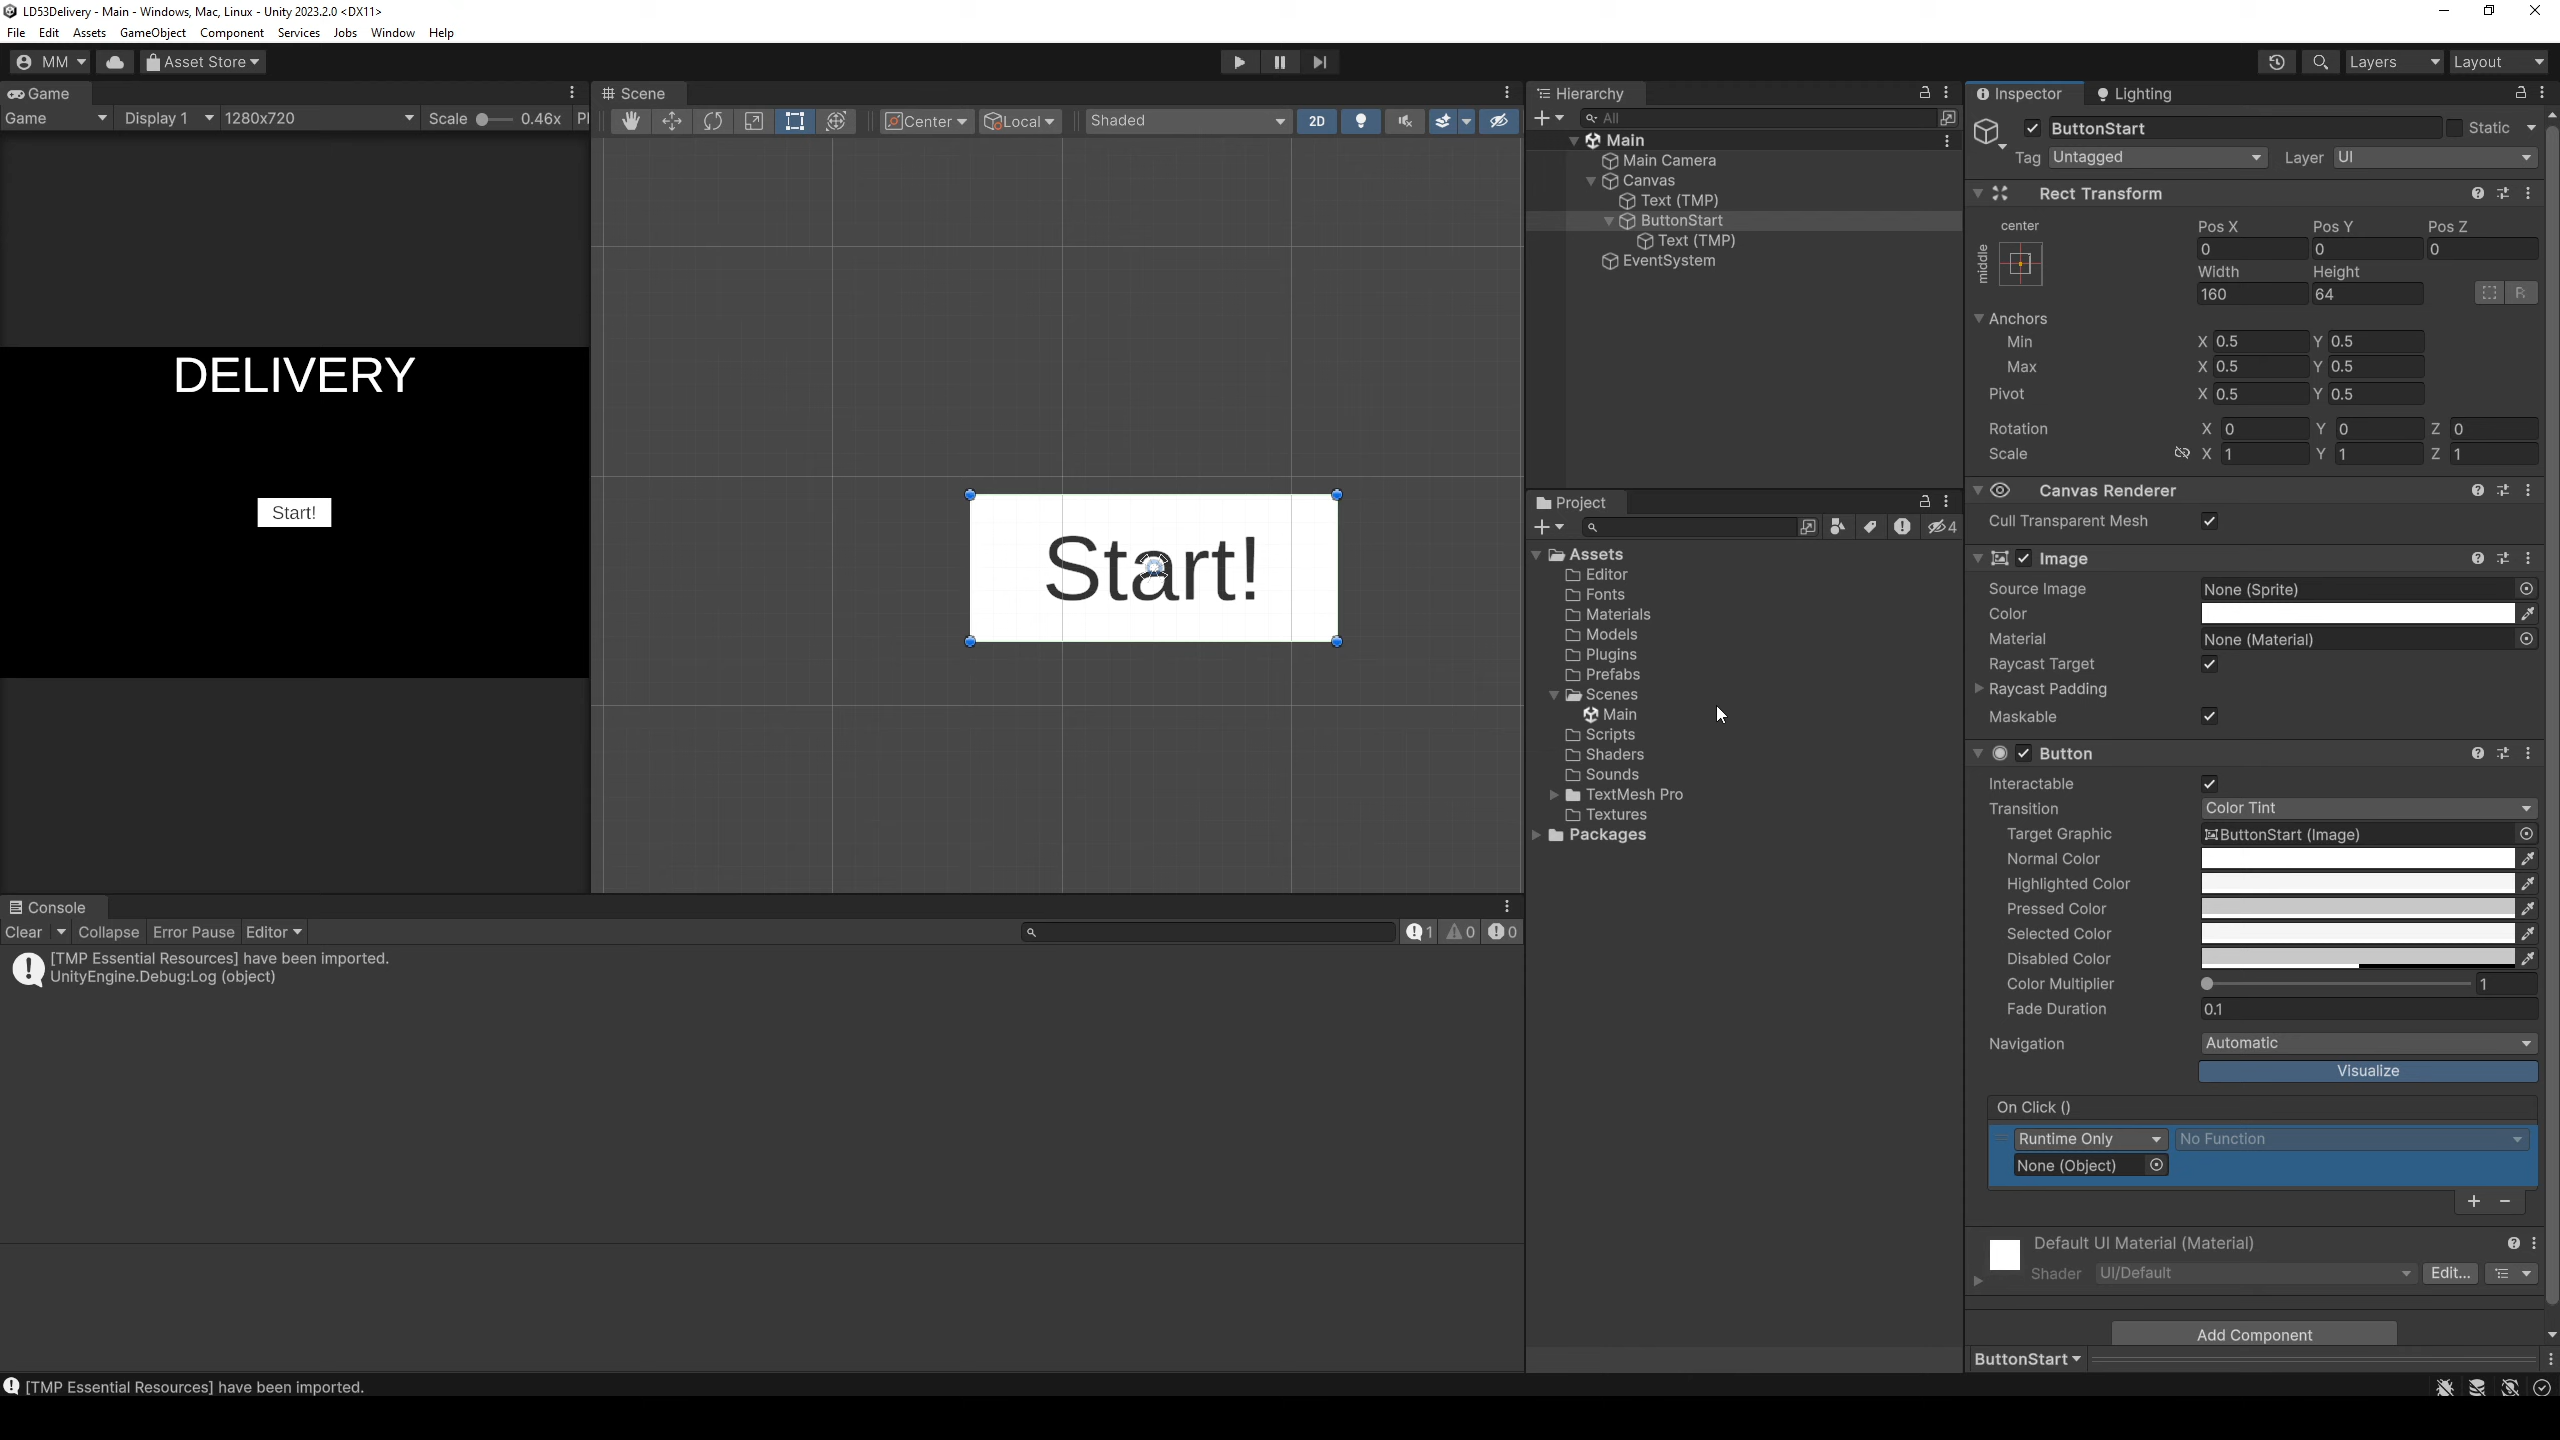 LD53Delivery - Main - Windows, Mac, Linux - Unity 2023.2.0 <DX11>
File Edit Assets GameObject Component Services Jobs Window Help
MM Asset Store Layers Layout
Game
Game Display 1 1280x720 Scale 0.46x Pl
DELIVERY
Start!
Scene
Center Local Shaded 2D
Start!
Hierarchy
All
Main
Main Camera
Canvas
Text (TMP)
ButtonStart
Text (TMP)
EventSystem
Project
4
Assets
Editor
Fonts
Materials
Models
Plugins
Prefabs
Scenes
Main
Scripts
Shaders
Sounds
TextMesh Pro
Textures
Packages
Inspector Lighting
ButtonStart Static
Tag Untagged Layer UI
Rect Transform
center
middle
Pos X Pos Y Pos Z
0 0 0
Width Height
160 64 R
Anchors
Min X 0.5 Y 0.5
Max X 0.5 Y 0.5
Pivot X 0.5 Y 0.5
Rotation X 0 Y 0 Z 0
Scale X 1 Y 1 Z 1
Canvas Renderer
Cull Transparent Mesh
Image
Source Image None (Sprite)
Color
Material None (Material)
Raycast Target
Raycast Padding
Maskable
Button
Interactable
Transition Color Tint
Target Graphic ButtonStart (Image)
Normal Color
Highlighted Color
Pressed Color
Selected Color
Disabled Color
Color Multiplier 1
Fade Duration 0.1
Navigation Automatic
Visualize
On Click ()
Runtime Only No Function
None (Object)
+ -
Default UI Material (Material)
Shader UI/Default Edit...
Add Component
ButtonStart
Console
Clear Collapse Error Pause Editor 1 0 0
[TMP Essential Resources] have been imported.
UnityEngine.Debug:Log (object)
[TMP Essential Resources] have been imported.